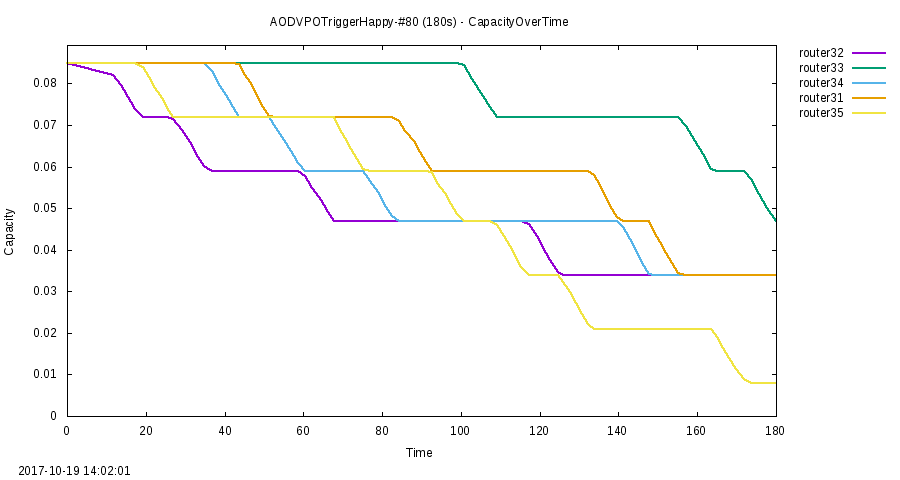 AODVPOTriggerHappy-#80 (180s) - CapacityOverTime
router32
router33
router34
router31
router35
0.08
0.07
0.06
0.05
0.04
0.03
0.02
0.01
0
Capacity
0 20 40 60 80 100 120 140 160 180
Time
2017-10-19 14:02:01